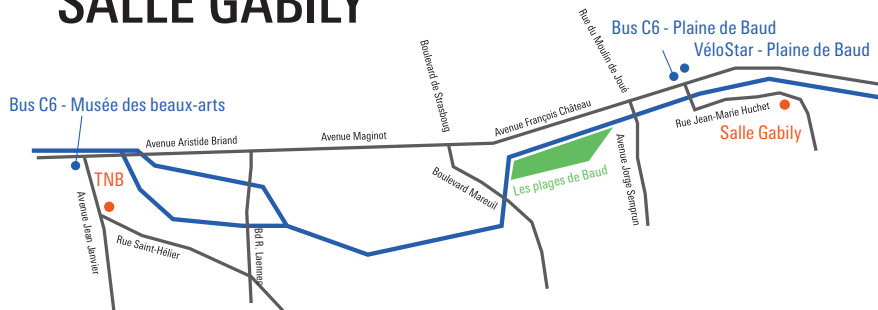 SALLE GABILY
Bus C6 - Plaine de Baud
VéloStar - Plaine de Baud
Rue du Moulin de Joué
Boulevard de Strasboug
Bus C6 - Musée des beaux-arts
Avenue François Château
Avenue Aristide Briand
Avenue Maginot
Rue Jean-Marie Huchet
Salle Gabily
TNB
Boulevard Mareuil
Les plages de Baud
Avenue Jorge Semprun
Avenue Jean Janvier
Rue Saint-Hélier
Bd R. Laennec